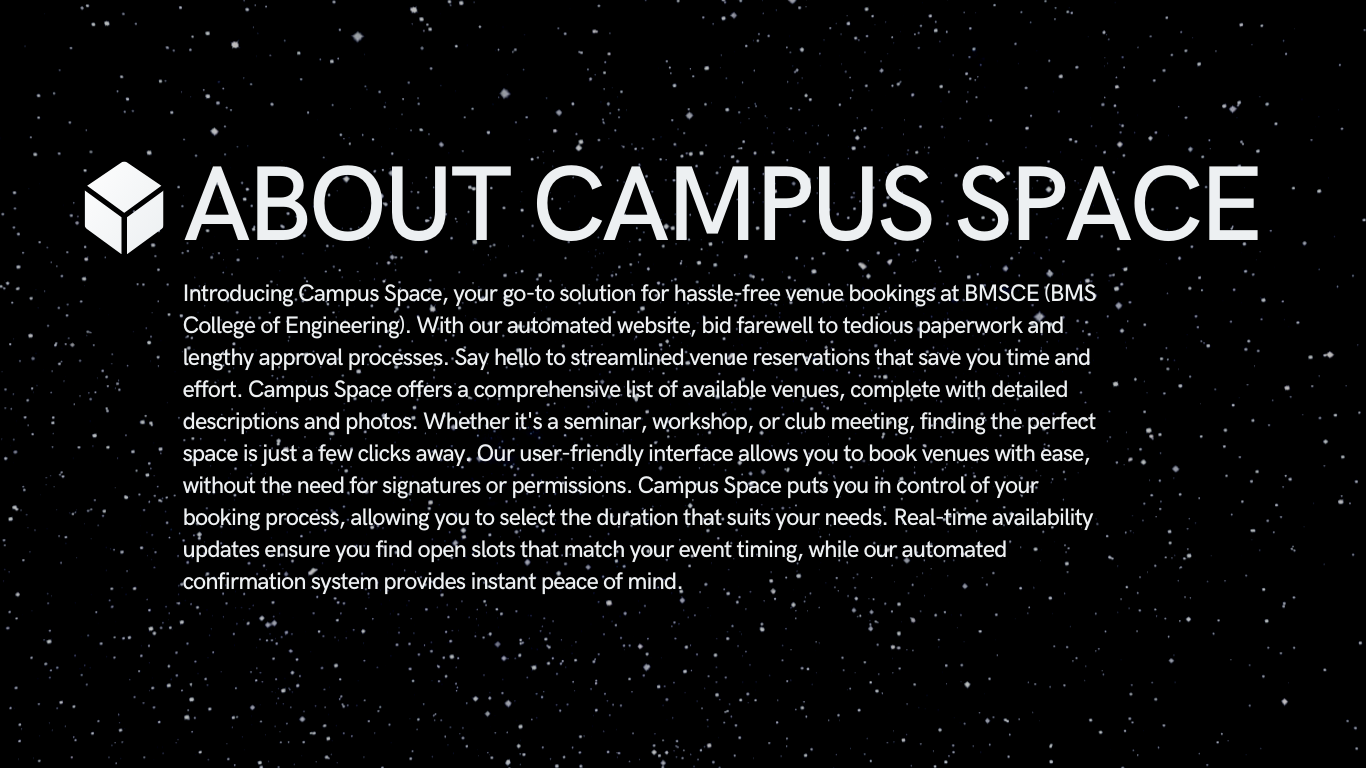 ABOUT CAMPUS SPACE
Introducing Campus Space, your go-to solution for hassle-free venue bookings at BMSCE (BMS
College of Engineering). With our automated website, bid farewell to tedious paperwork and
lengthy approval processes. Say hello to streamlined venue reservations that save you time and
effort. Campus Space offers a comprehensive list of available venues, complete with detailed
descriptions and photos. Whether it's a seminar, workshop, or club meeting, finding the perfect
space is just a few clicks away. Our user-friendly interface allows you to book venues with ease,
without the need for signatures or permissions. Campus Space puts you in control of your
booking process, allowing you to select the duration that suits your needs. Real-time availability
updates ensure you find open slots that match your event timing, while our automated
confirmation system provides instant peace of mind.